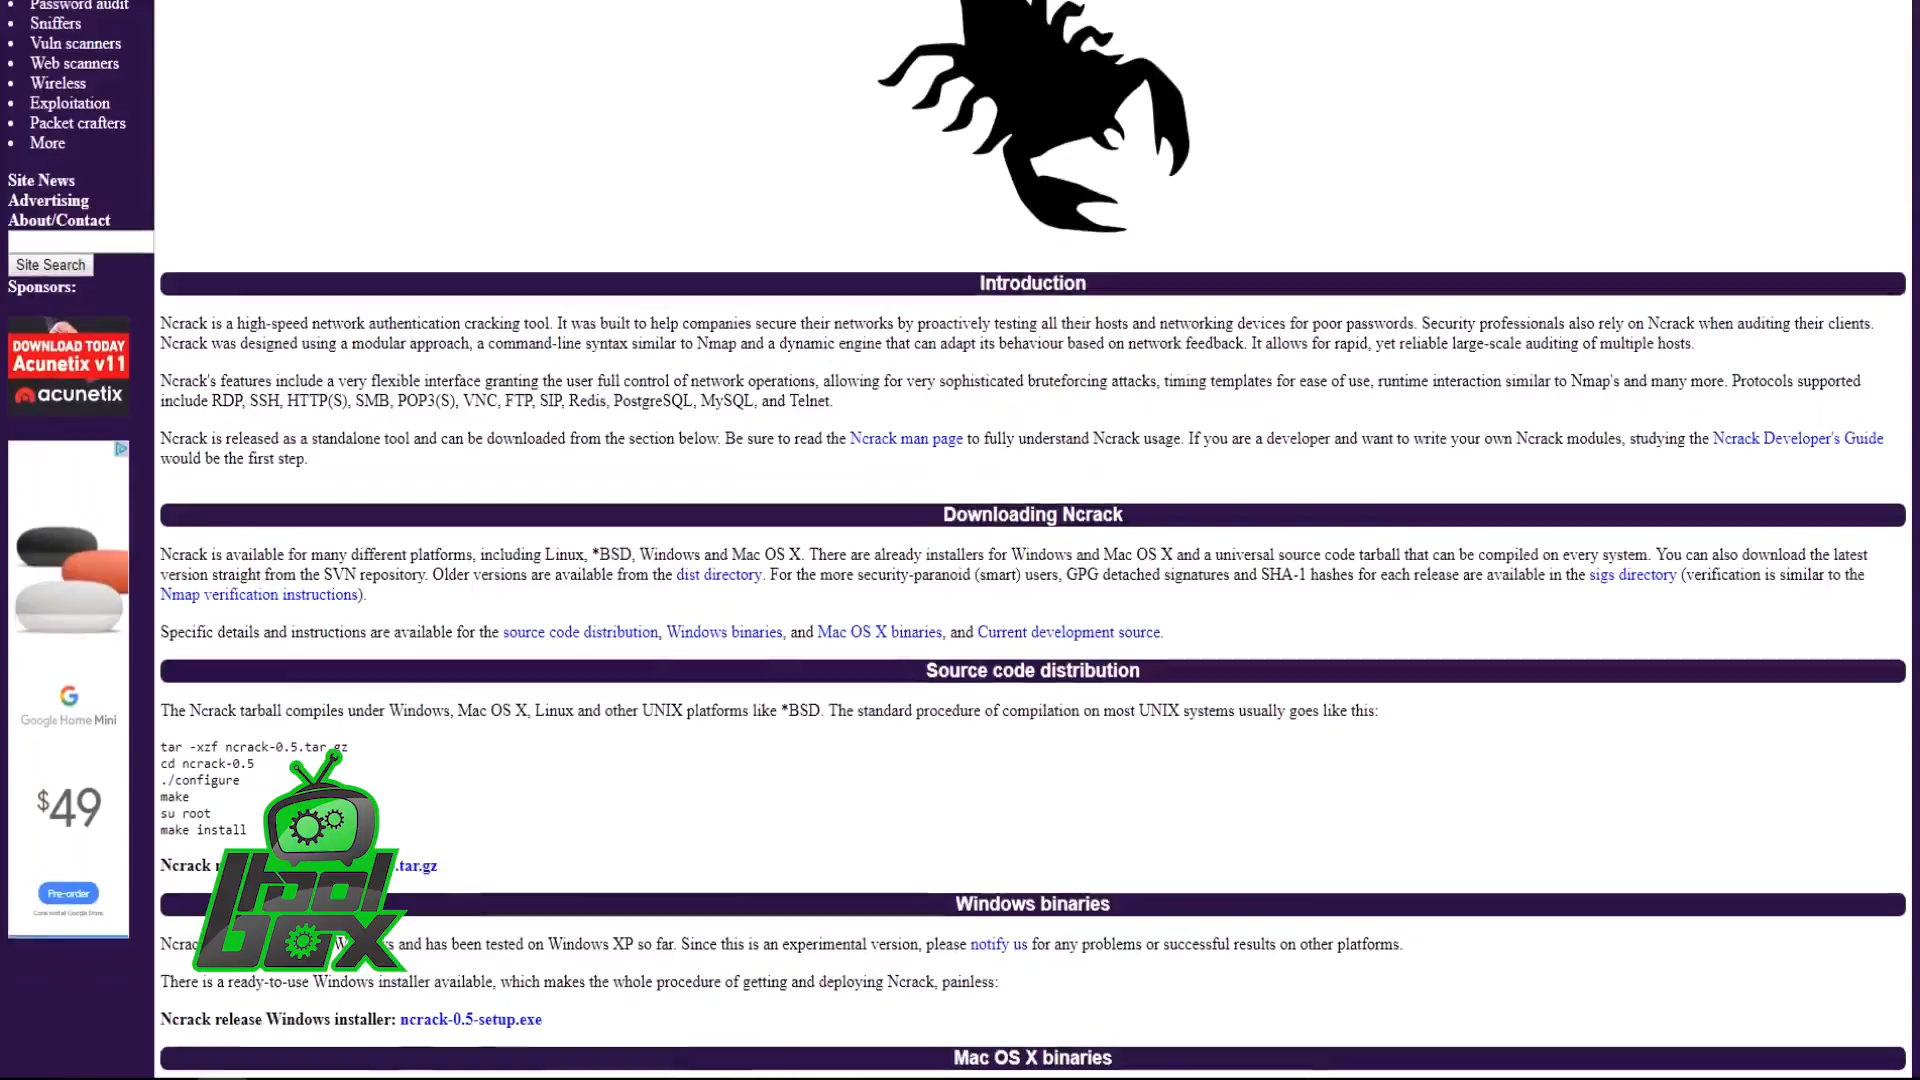 Password audit
Sniffers
Vuln scanners
Web scanners
Wireless
Exploitation
Packet crafters
More
Site News
Advertising
About/Contact
Site Search
Sponsors:
DOWNLOAD TODAY
Acunetix v11
acunetix
Google Home Mini
$49
Pre-order
Introduction
Ncrack is a high-speed network authentication cracking tool. It was built to help companies secure their networks by proactively testing all their hosts and networking devices for poor passwords. Security professionals also rely on Ncrack when auditing their clients.
Ncrack was designed using a modular approach, a command-line syntax similar to Nmap and a dynamic engine that can adapt its behaviour based on network feedback. It allows for rapid, yet reliable large-scale auditing of multiple hosts.
Ncrack's features include a very flexible interface granting the user full control of network operations, allowing for very sophisticated bruteforcing attacks, timing templates for ease of use, runtime interaction similar to Nmap's and many more. Protocols supported
include RDP, SSH, HTTP(S), SMB, POP3(S), VNC, FTP, SIP, Redis, PostgreSQL, MySQL, and Telnet.
Ncrack is released as a standalone tool and can be downloaded from the section below. Be sure to read the Ncrack man page to fully understand Ncrack usage. If you are a developer and want to write your own Ncrack modules, studying the Ncrack Developer's Guide
would be the first step.
Downloading Ncrack
Ncrack is available for many different platforms, including Linux, *BSD, Windows and Mac OS X. There are already installers for Windows and Mac OS X and a universal source code tarball that can be compiled on every system. You can also download the latest
version straight from the SVN repository. Older versions are available from the dist directory. For the more security-paranoid (smart) users, GPG detached signatures and SHA-1 hashes for each release are available in the sigs directory (verification is similar to the
Nmap verification instructions).
Specific details and instructions are available for the source code distribution, Windows binaries, and Mac OS X binaries, and Current development source.
Source code distribution
The Ncrack tarball compiles under Windows, Mac OS X, Linux and other UNIX platforms like *BSD. The standard procedure of compilation on most UNIX systems usually goes like this:
tar -xzf ncrack-0.5.tar.gz
cd ncrack-0.5
./configure
make
su root
make install
Ncrack .tar.gz
Windows binaries
and has been tested on Windows XP so far. Since this is an experimental version, please notify us for any problems or successful results on other platforms.
There is a ready-to-use Windows installer available, which makes the whole procedure of getting and deploying Ncrack, painless:
Ncrack release Windows installer: ncrack-0.5-setup.exe
Mac OS X binaries